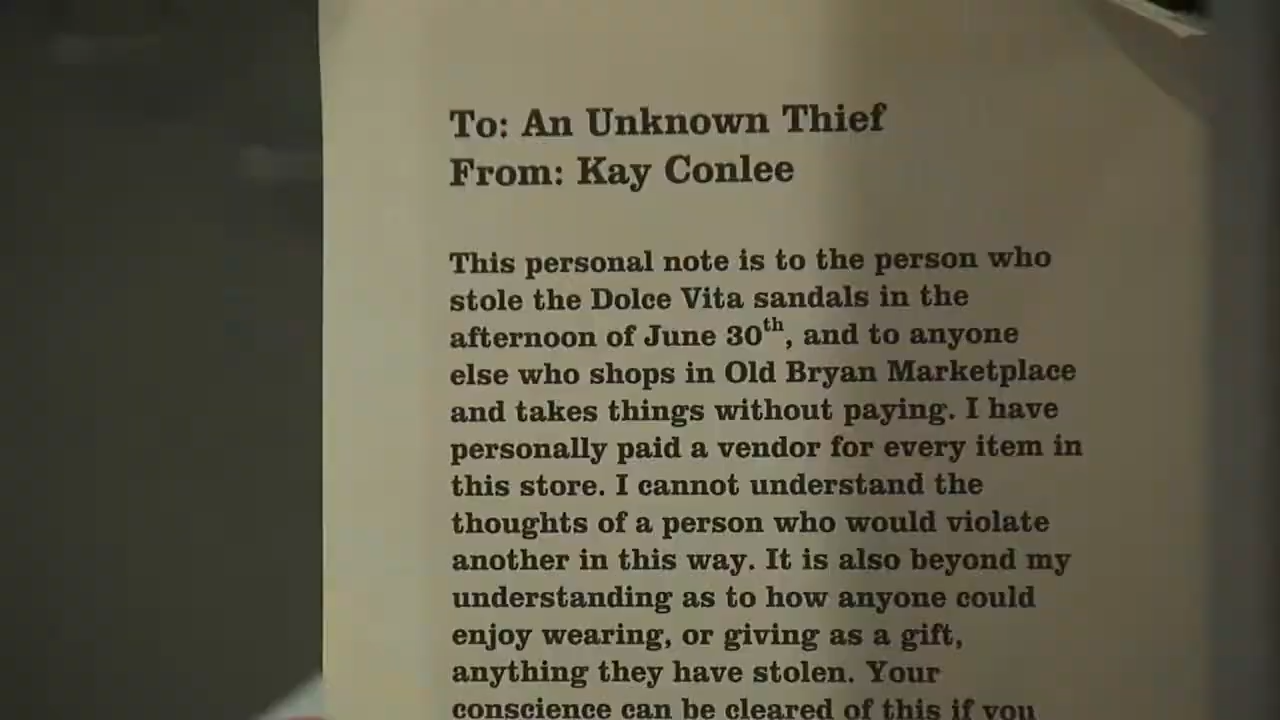 To: An Unknown Thief
From: Kay Conlee
This personal note is to the person who
stole the Dolce Vita sandals in the
afternoon of June 30th, and to anyone
else who shops in Old Bryan Marketplace
and takes things without paying. I have
personally paid a vendor for every item in
this store. I cannot understand the
thoughts of a person who would violate
another in this way. It is also beyond my
understanding as to how anyone could
enjoy wearing, or giving as a gift,
anything they have stolen. Your
conscience can be cleared of this if you